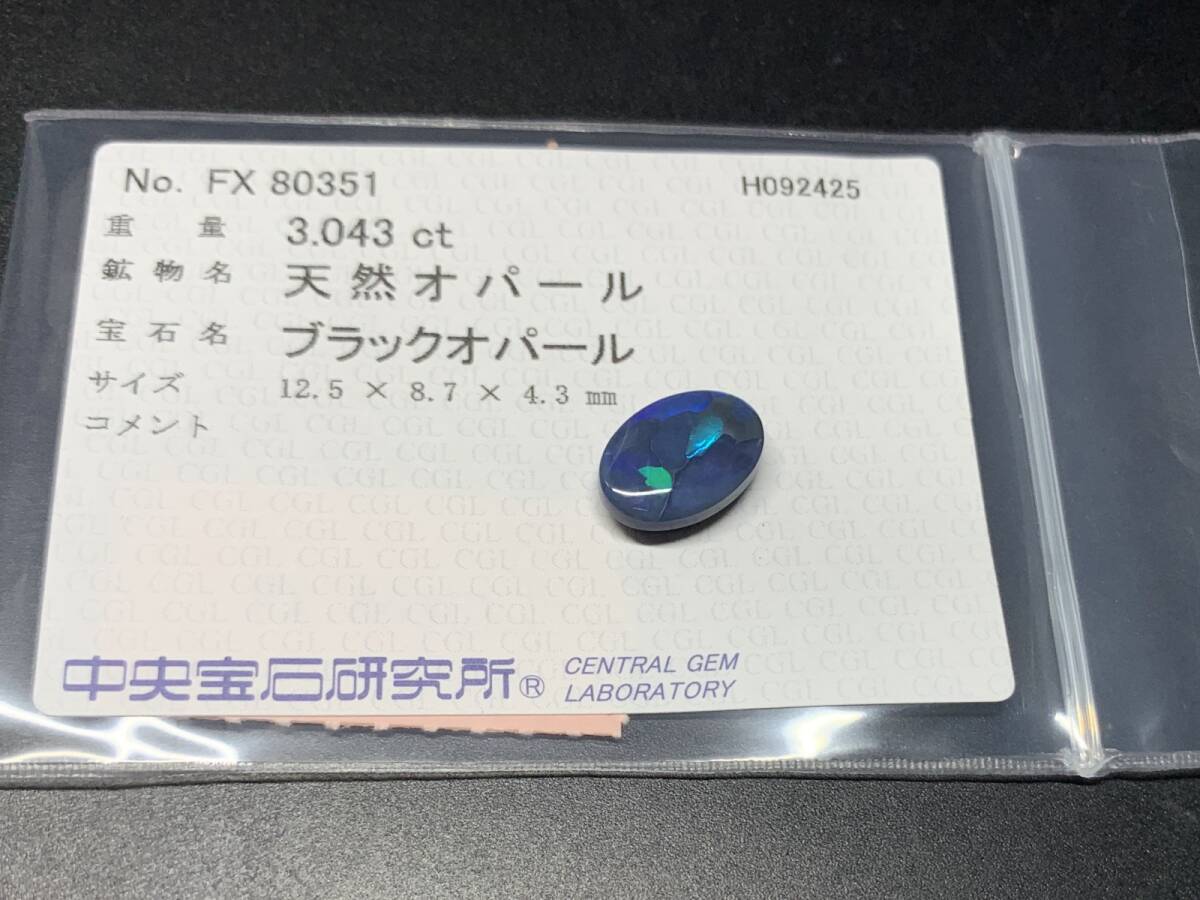 No. FX 80351 H092425
重量 3.043 ct
鉱物名 天然オパール
宝石名 ブラックオパール
サイズ 12.5 × 8.7 × 4.3 mm
コメント
中央宝石研究所® CENTRAL GEM
LABORATORY